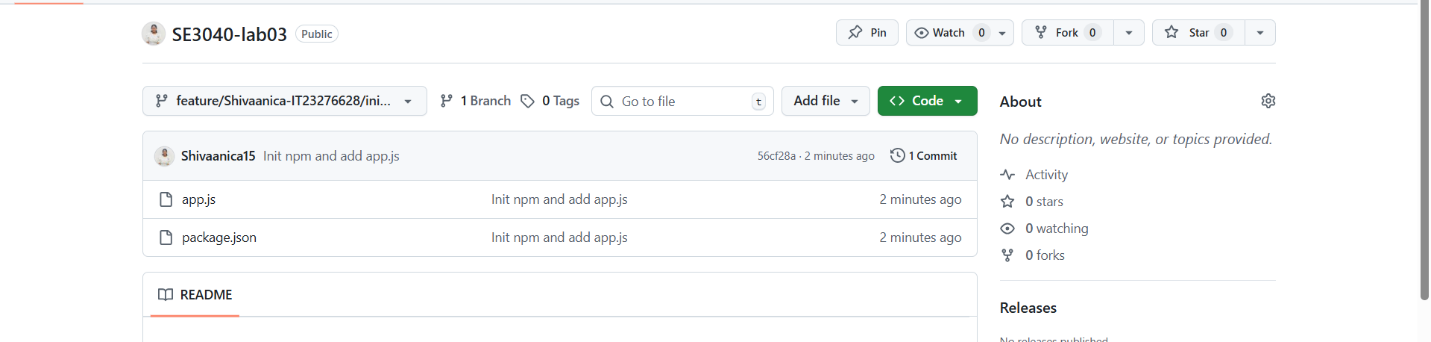 SE3040-lab03 Public Pin Watch 0 Fork 0 Star 0
feature/Shivaanica-IT23276628/ini... 1 Branch 0 Tags Go to file t Add file Code
Shivaanica15 Init npm and add app.js 56cf28a · 2 minutes ago 1 Commit
app.js Init npm and add app.js 2 minutes ago
package.json Init npm and add app.js 2 minutes ago
README
About
No description, website, or topics provided.
Activity
0 stars
0 watching
0 forks
Releases
No releases published